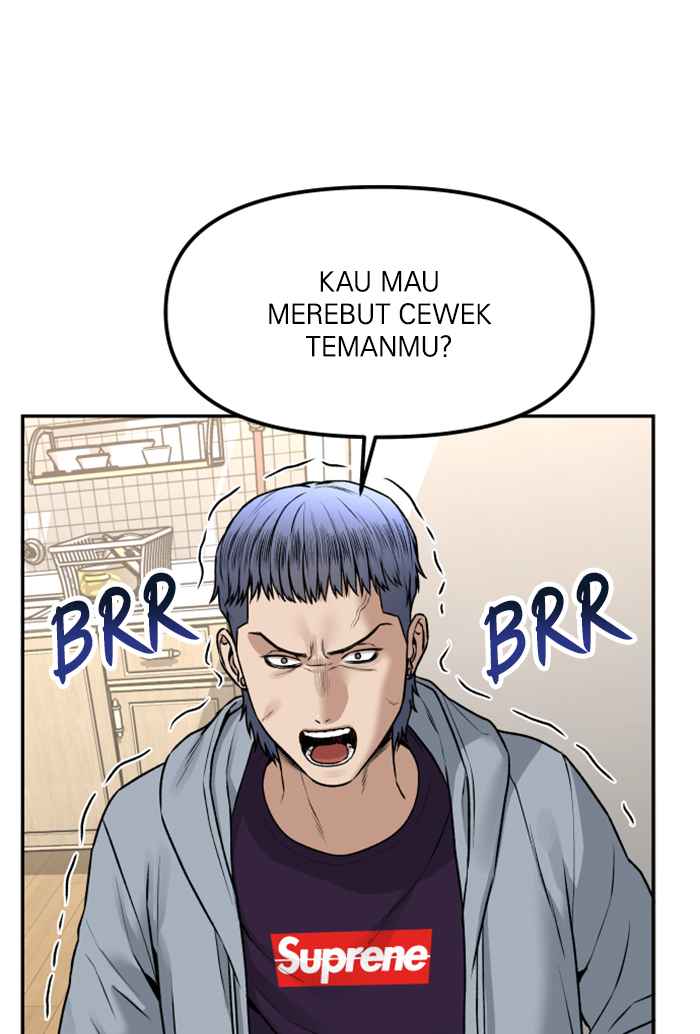 KAU MAU
MEREBUT CEWEK
TEMANMU?
BRR
BRR
Suprene